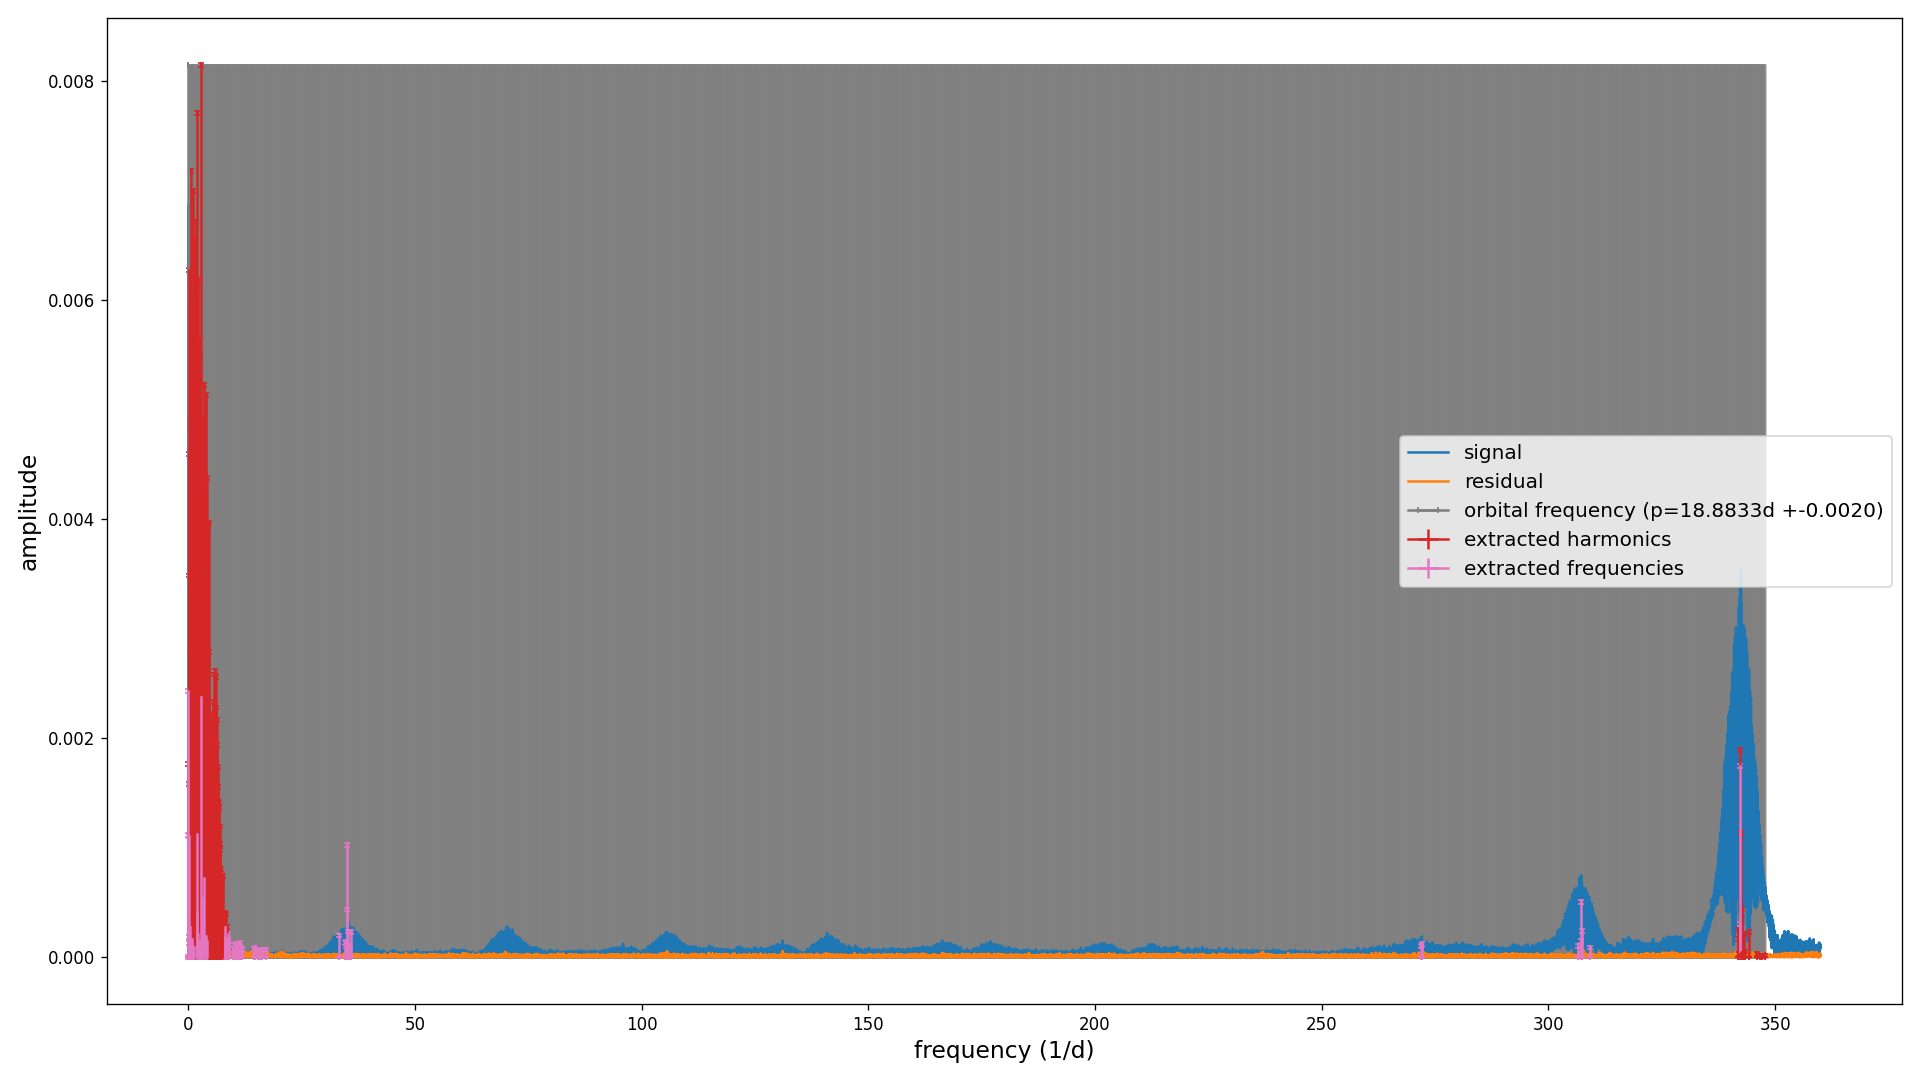 0.008
0.006
0.004
0.002
0.000
amplitude
signal
residual
orbital frequency (p=18.8833d +-0.0020)
extracted harmonics
extracted frequencies
0 50 100 150 200 250 300 350
frequency (1/d)